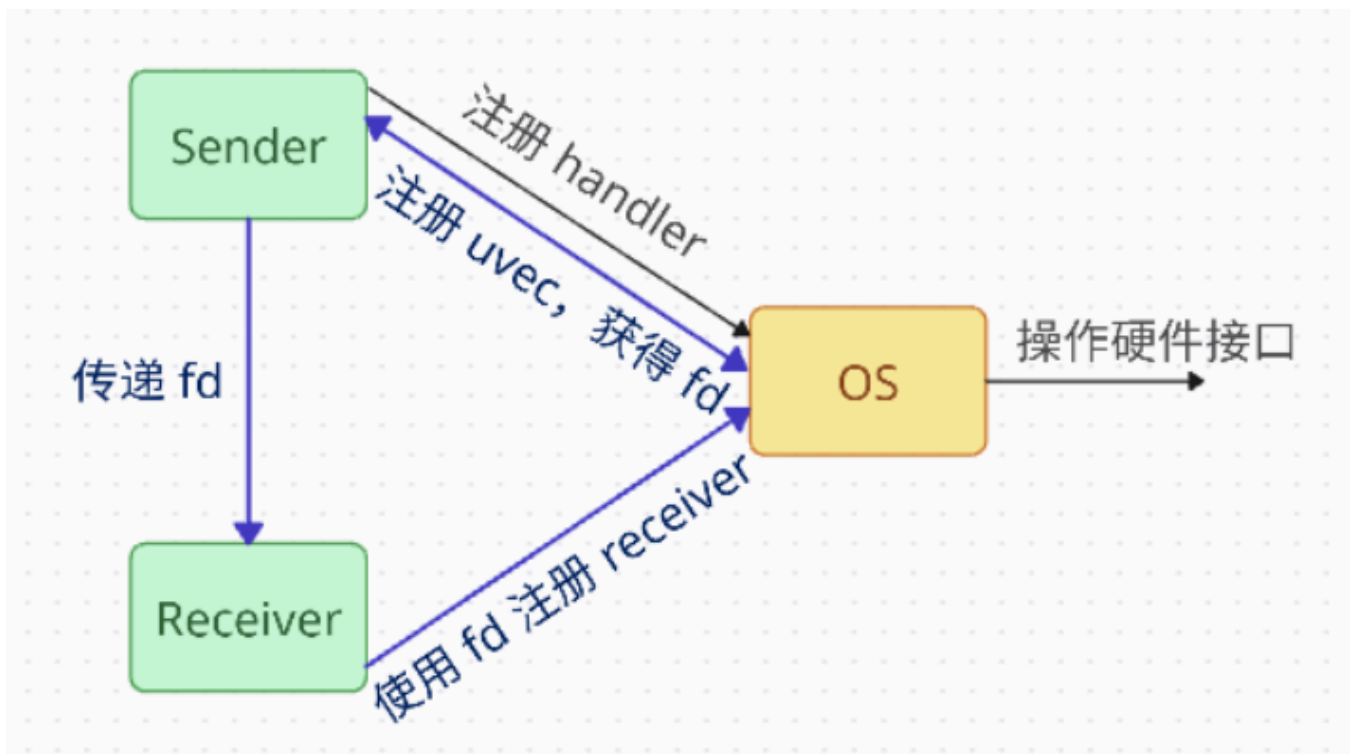 Sender
注册 handler
注册 uvec，获得 fd
传递 fd
OS
操作硬件接口
Receiver
使用 fd 注册 receiver